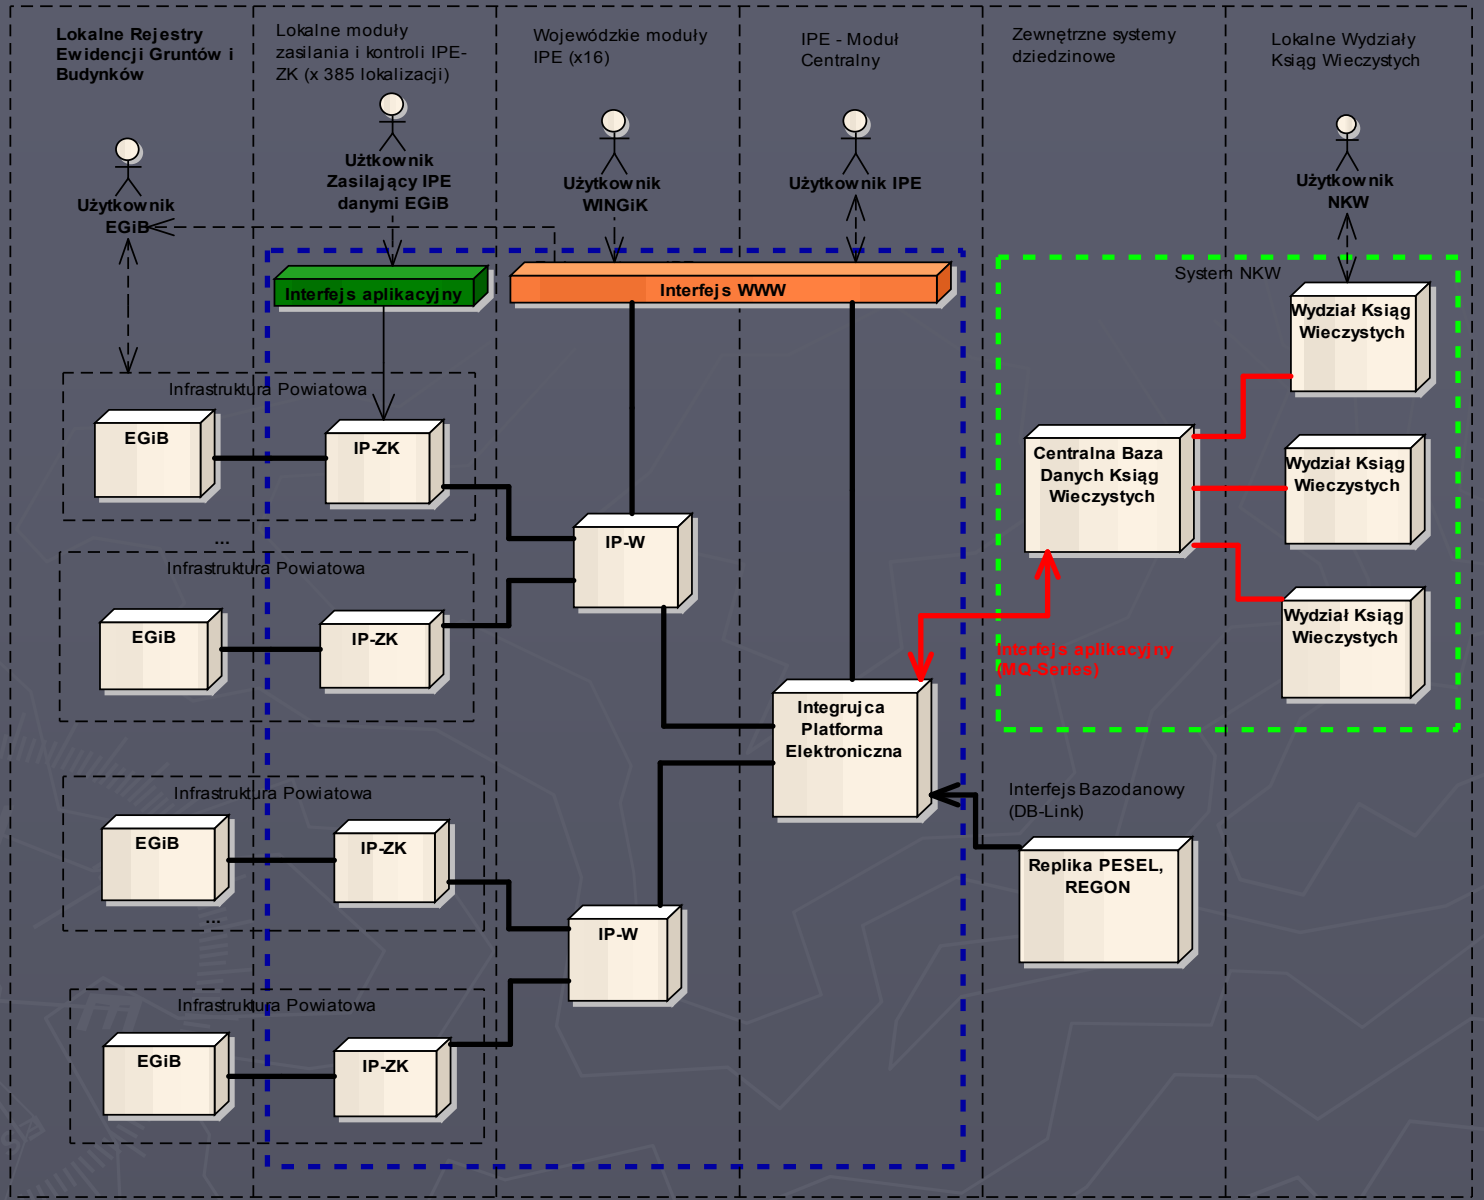 Lokalne Rejestry
Ewidencji Gruntów i
Budynków
Lokalne moduły
zasilania i kontroli IPE-
ZK (x 385 lokalizacji)
Wojewódzkie moduły
IPE (x16)
IPE - Moduł
Centralny
Zewnętrzne systemy
dziedzinowe
Lokalne Wydziały
Ksiąg Wieczystych
Użytkownik
EGiB
Użtkownik
Zasilający IPE
danymi EGiB
Użytkownik
WINGiK
Użytkownik IPE
Użytkownik
NKW
Interfejs aplikacyjny
Interfejs WWW
System NKW
Infrastruktura Powiatowa
EGiB
IP-ZK
...
Infrastruktura Powiatowa
EGiB
IP-ZK
IP-W
Infrastruktura Powiatowa
EGiB
IP-ZK
...
Infrastruktura Powiatowa
EGiB
IP-ZK
IP-W
Integrujca
Platforma
Elektroniczna
Centralna Baza
Danych Ksiąg
Wieczystych
Wydział Ksiąg
Wieczystych
Wydział Ksiąg
Wieczystych
Wydział Ksiąg
Wieczystych
Interfejs aplikacyjny
(MQ-Series)
Interfejs Bazodanowy
(DB-Link)
Replika PESEL,
REGON